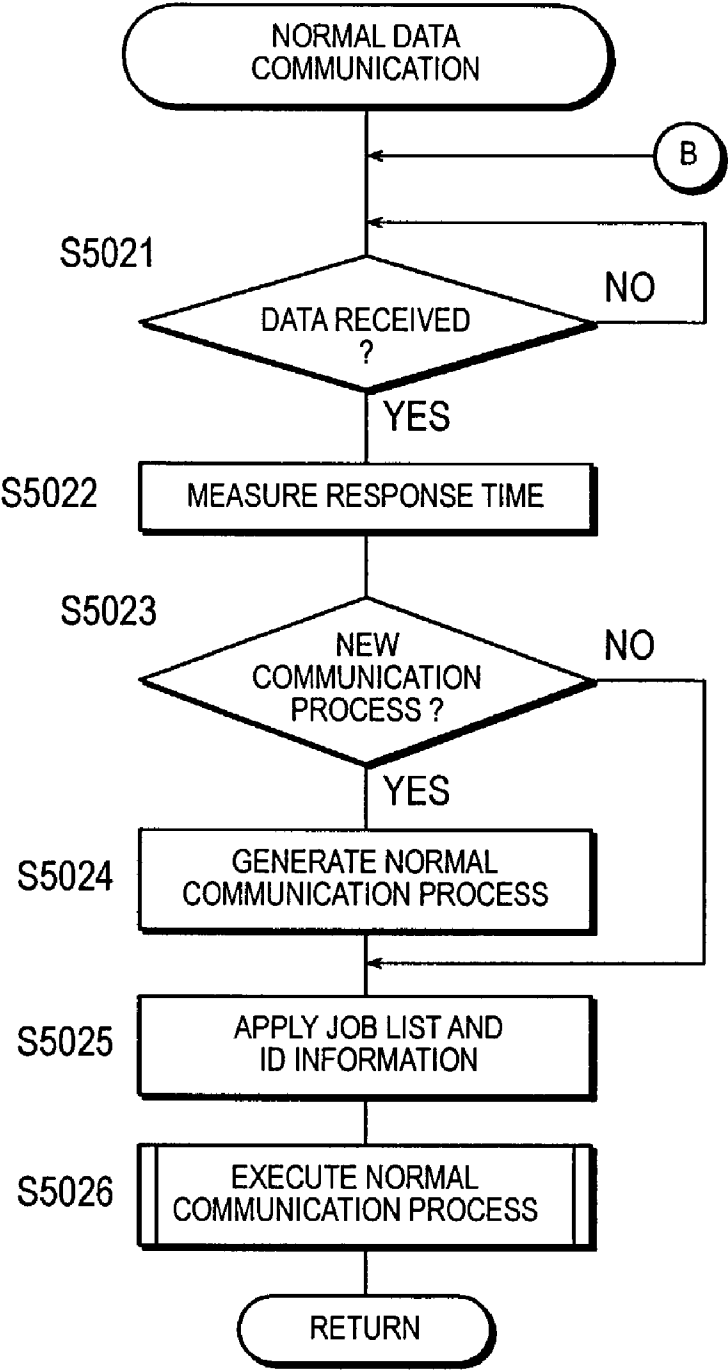 NORMAL DATA
COMMUNICATION
B
S5021
DATA RECEIVED
?
NO
YES
S5022
MEASURE RESPONSE TIME
S5023
NEW
COMMUNICATION
PROCESS ?
NO
YES
S5024
GENERATE NORMAL
COMMUNICATION PROCESS
S5025
APPLY JOB LIST AND
ID INFORMATION
S5026
EXECUTE NORMAL
COMMUNICATION PROCESS
RETURN